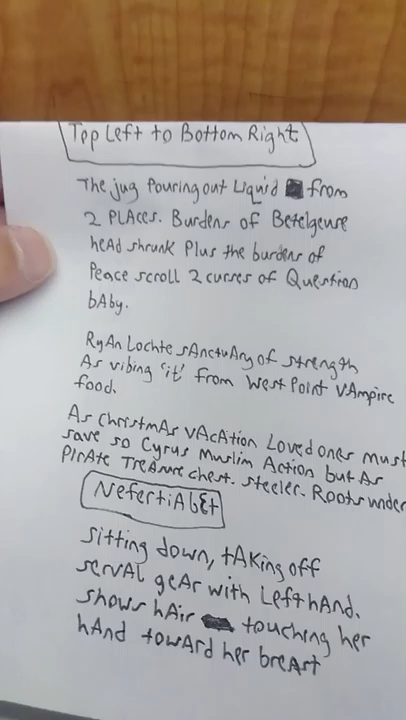 Top Left to Bottom Right
The jug Pouring out Liquid from
2 PLAces. Burdens of Betelgeuse
heAd shrunk Plus the burdens of
Peace scroll 2 curses of Question
bAby.
RyAn Lochte sAnctuAry of strength
As vibing 'it' from West Point VAmpire
food.
As ChristmAs VAcAtion Loved ones must
save so Cyrus Muslim Action but As
PirAte TreAsure chest. steeler. Roots under
NefertiAbEt
sitting down, tAking off
servAl geAr with Left hAnd.
shows hAir touching her
hAnd towArd her breAst